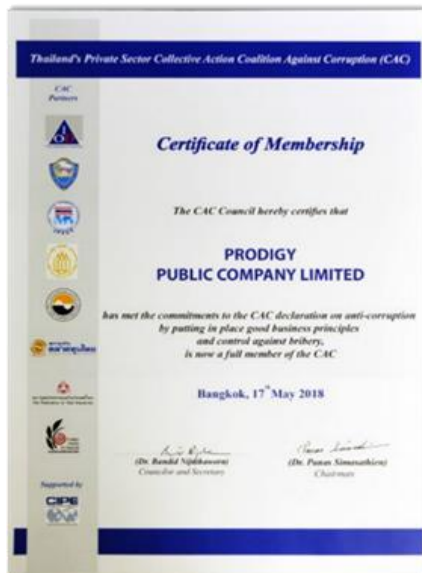 Thailand's Private Sector Collective Action Coalition Against Corruption (CAC)
CAC
Partners
Certificate of Membership
The CAC Council hereby certifies that
PRODIGY
PUBLIC COMPANY LIMITED
has met the commitments to the CAC declaration on anti-corruption
by putting in place good business principles
and control against bribery,
is now a full member of the CAC
Bangkok, 17th May 2018
(Dr. Bandid Nijathaworn)
Councilor and Secretary
(Dr. Panas Simasathien)
Chairman
Supported by
CIPE